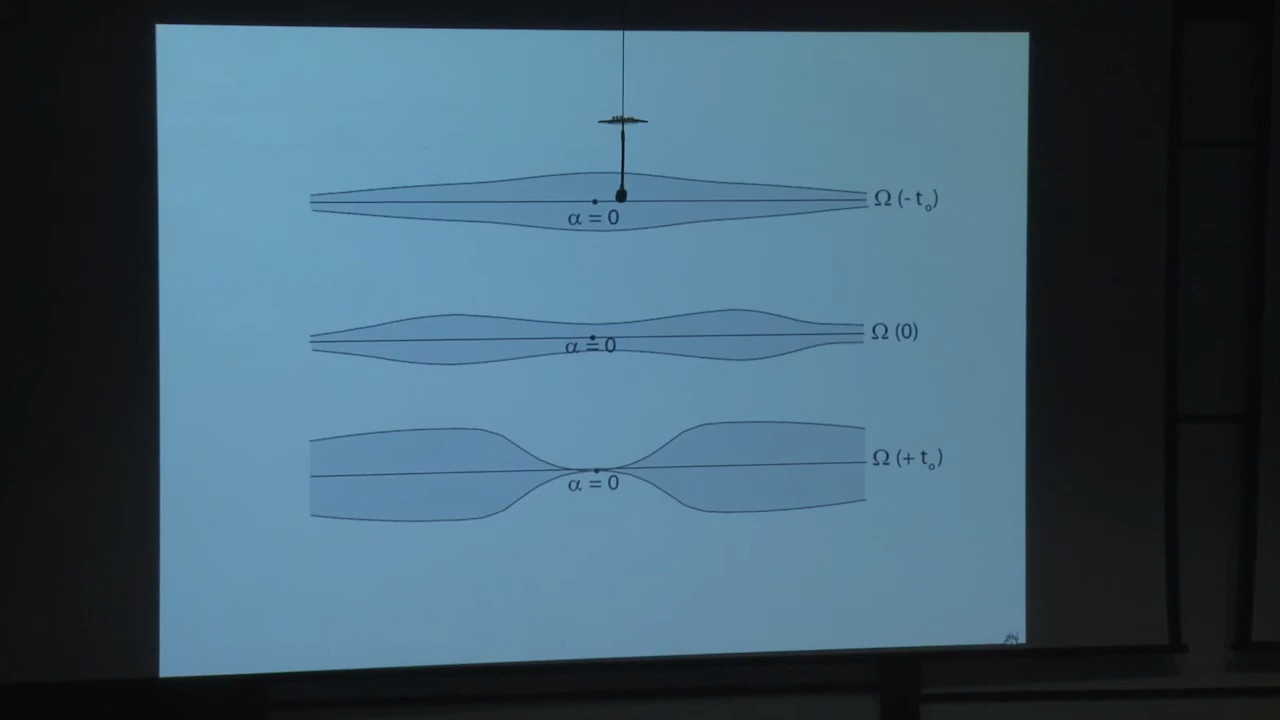 Ω (- t₀)
α = 0
Ω (0)
α = 0
Ω (+ t₀)
α = 0